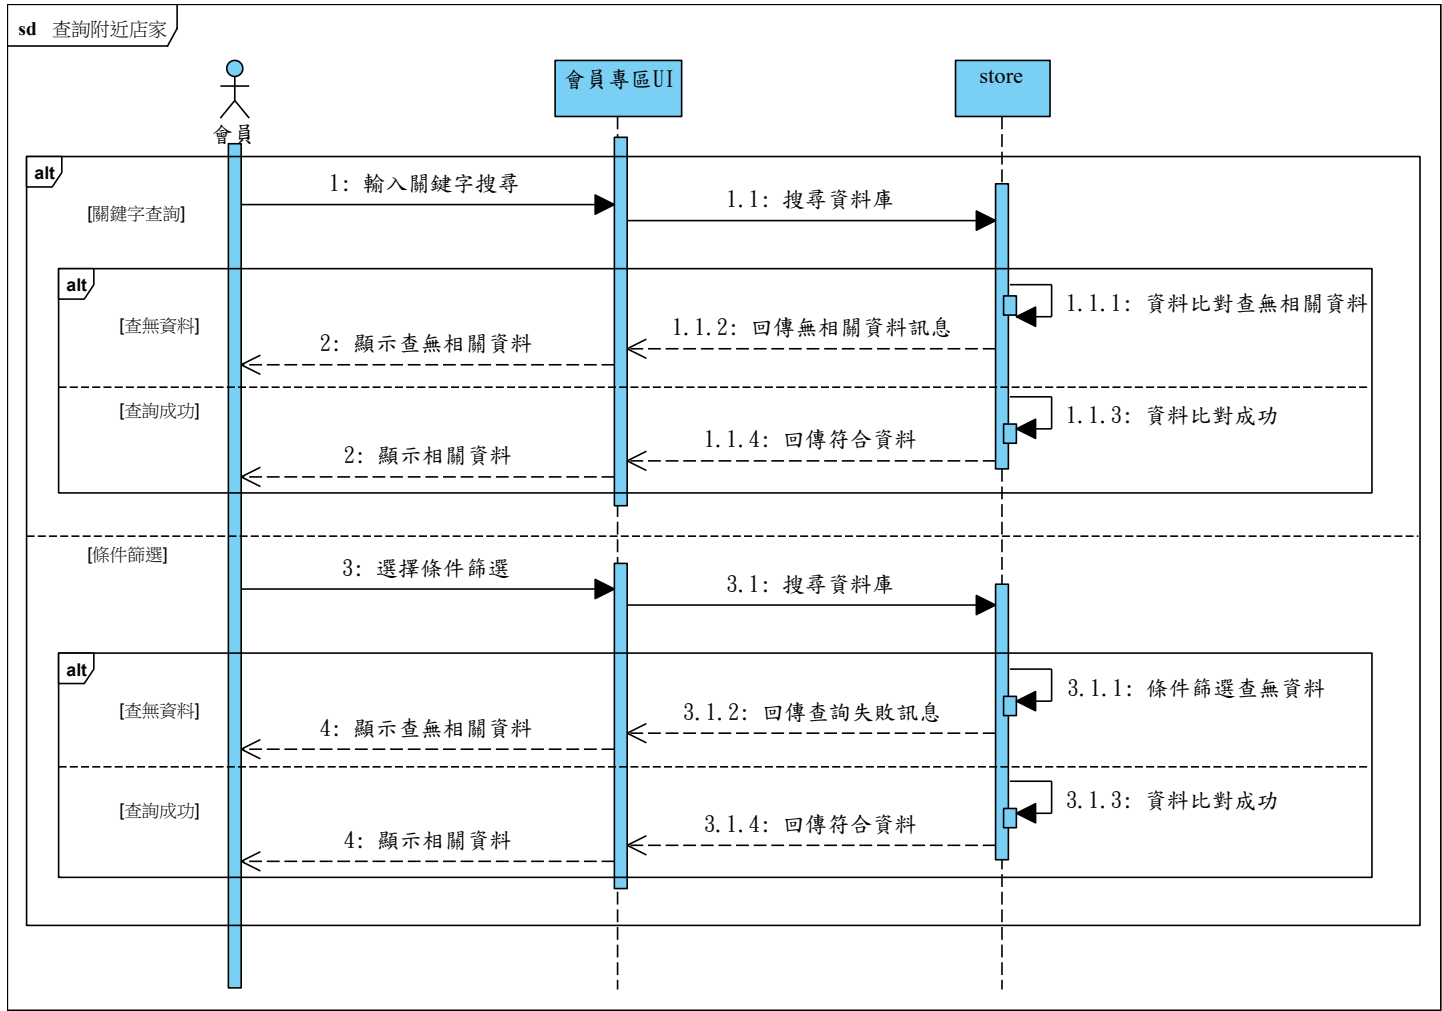 sd 查詢附近店家
會員
會員專區UI
store
alt
[關鍵字查詢]
1: 輸入關鍵字搜尋
1.1: 搜尋資料庫
alt
[查無資料]
1.1.1: 資料比對查無相關資料
1.1.2: 回傳無相關資料訊息
2: 顯示查無相關資料
[查詢成功]
1.1.3: 資料比對成功
1.1.4: 回傳符合資料
2: 顯示相關資料
[條件篩選]
3: 選擇條件篩選
3.1: 搜尋資料庫
alt
[查無資料]
3.1.1: 條件篩選查無資料
3.1.2: 回傳查詢失敗訊息
4: 顯示查無相關資料
[查詢成功]
3.1.3: 資料比對成功
3.1.4: 回傳符合資料
4: 顯示相關資料